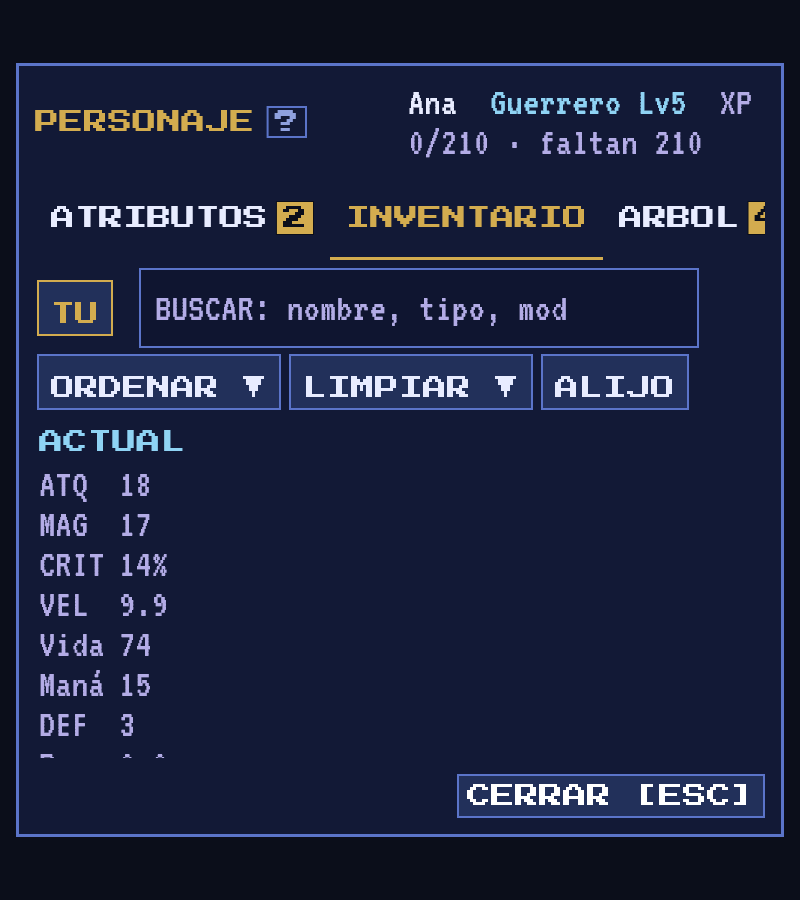 PERSONAJE ?
Ana Guerrero Lv5 XP
0/210 · faltan 210
ATRIBUTOS 2 INVENTARIO ARBOL
TU BUSCAR: nombre, tipo, mod
ORDENAR ▼ LIMPIAR ▼ ALIJO
ACTUAL
ATQ 18
MAG 17
CRIT 14%
VEL 9.9
Vida 74
Maná 15
DEF 3
CERRAR [ESC]